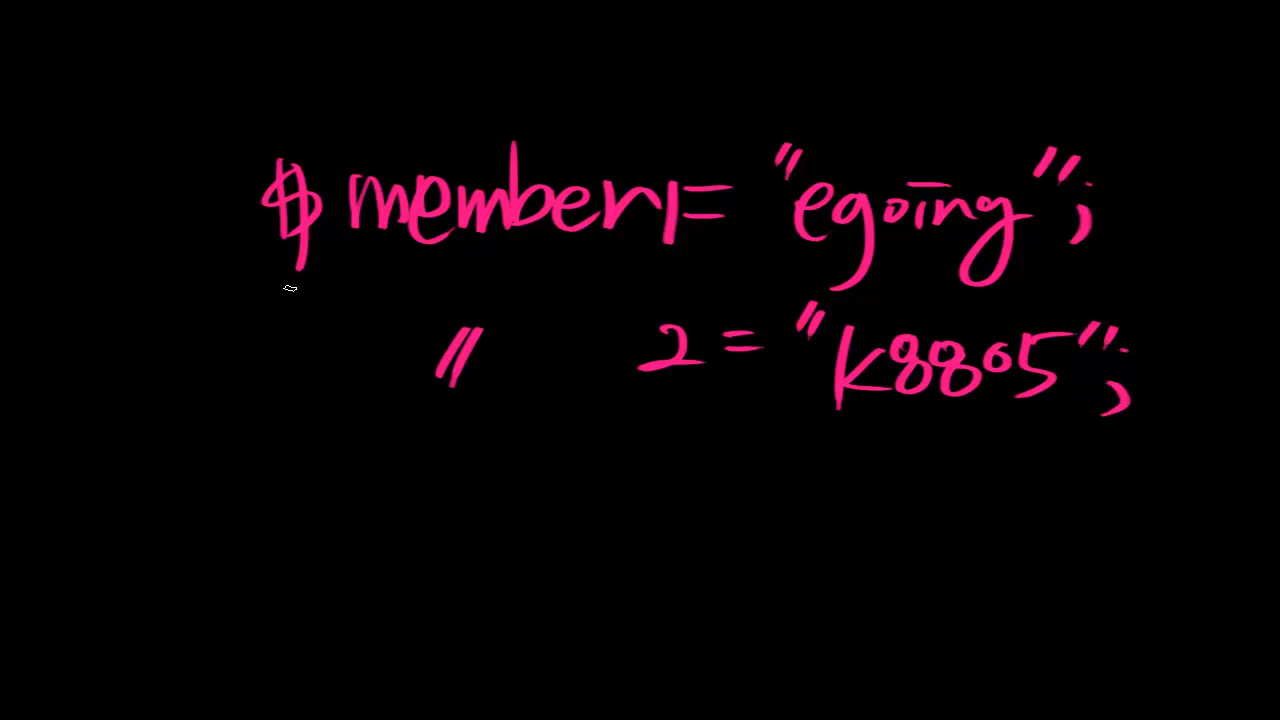 $ member1= "egoing";
" 2 = "k8805";